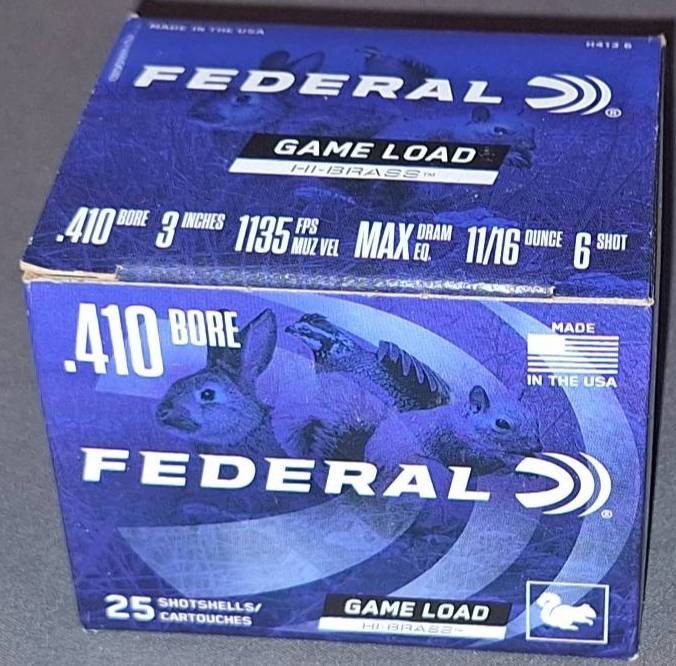 MADE IN THE USA
H413 6
FEDERAL ®
GAME LOAD
HI-BRASS™
.410 BORE 3 INCHES 1135 FPS MUZ VEL MAX DRAM EQ. 11/16 OUNCE 6 SHOT
.410 BORE
MADE
IN THE USA
FEDERAL ®
25 SHOTSHELLS/
CARTOUCHES
GAME LOAD
HI-BRASS™